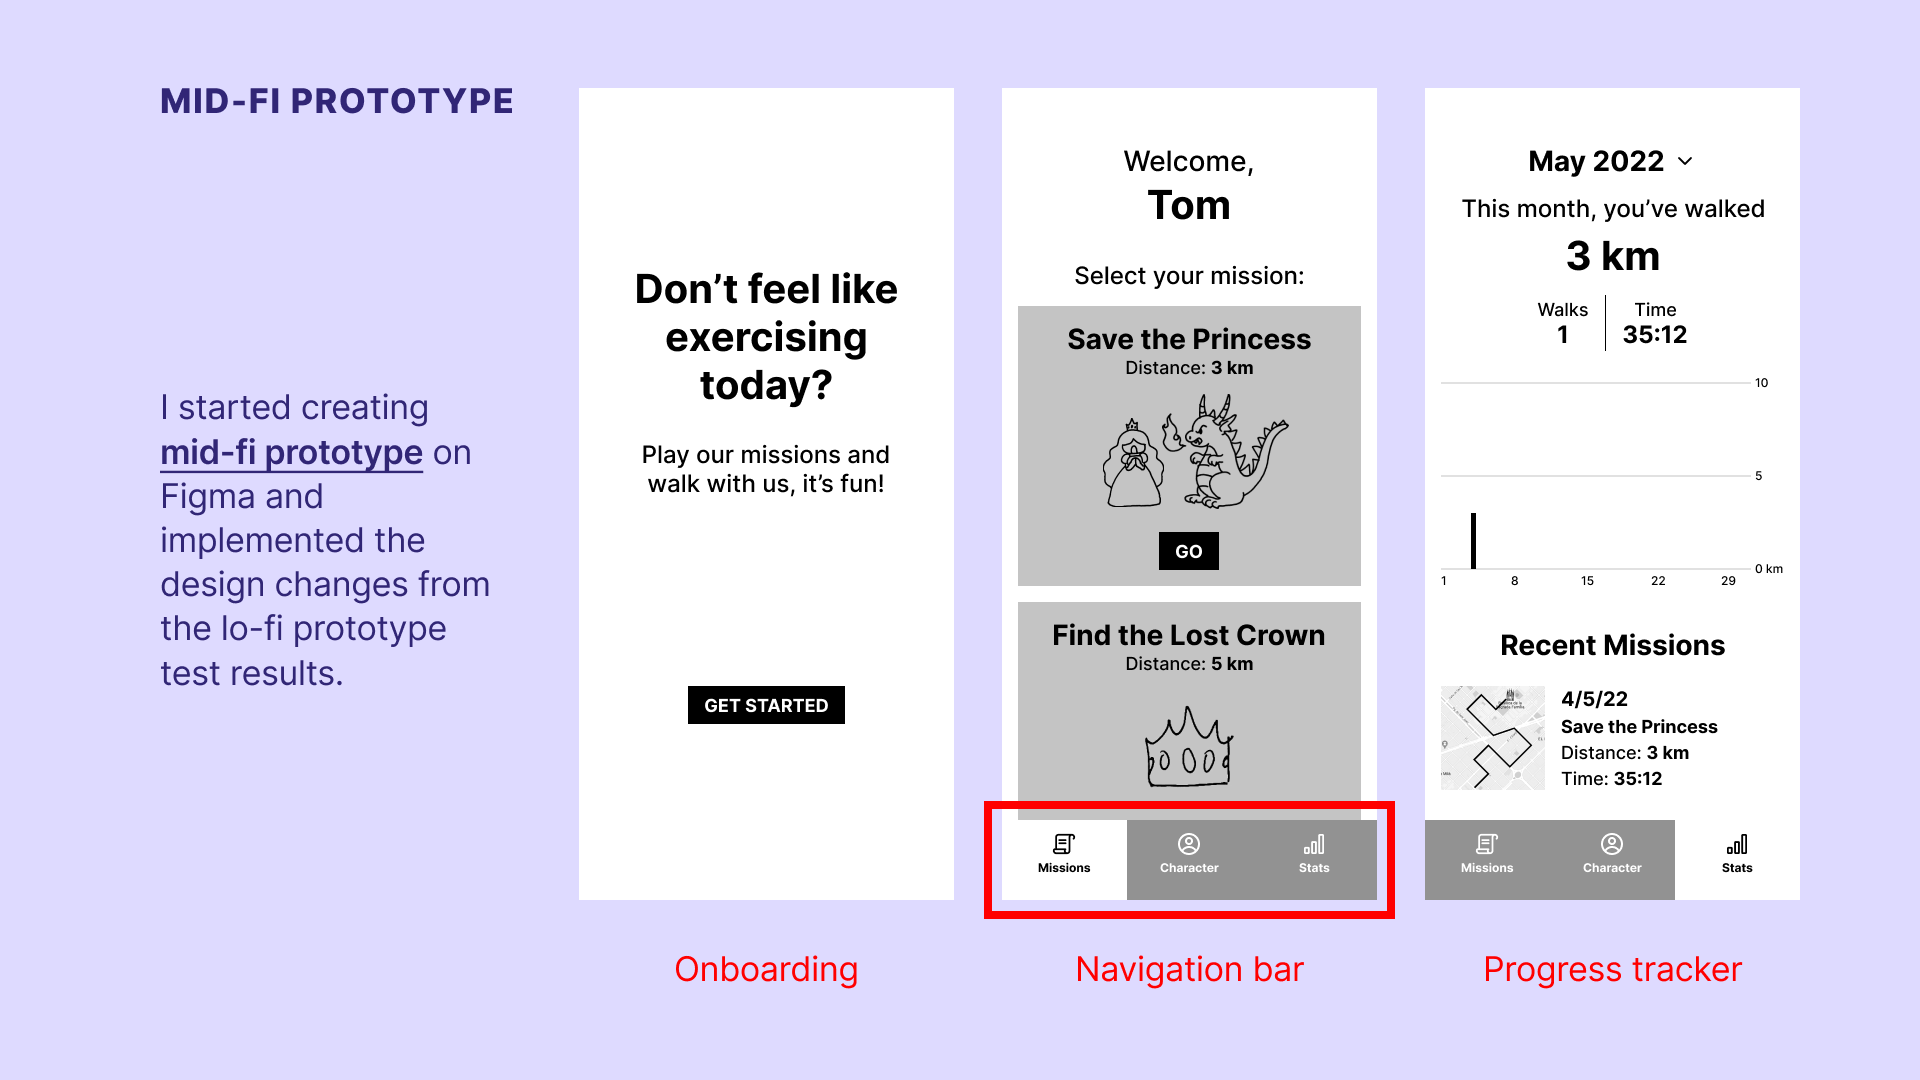 MID-FI PROTOTYPE
I started creating
mid-fi prototype on
Figma and
implemented the
design changes from
the lo-fi prototype
test results.
Don’t feel like
exercising
today?
Play our missions and
walk with us, it’s fun!
GET STARTED
Onboarding
Welcome,
Tom
Select your mission:
Save the Princess
Distance: 3 km
GO
Find the Lost Crown
Distance: 5 km
Missions
Character
Stats
Navigation bar
May 2022
This month, you’ve walked
3 km
Walks
1
Time
35:12
10
5
0 km
1 8 15 22 29
Recent Missions
4/5/22
Save the Princess
Distance: 3 km
Time: 35:12
Missions
Character
Stats
Progress tracker